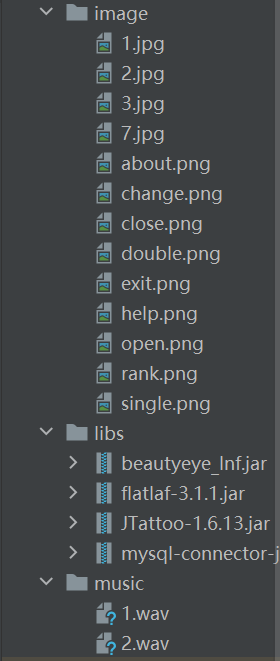 image
1.jpg
2.jpg
3.jpg
7.jpg
about.png
change.png
close.png
double.png
exit.png
help.png
open.png
rank.png
single.png
libs
beautyeye_lnf.jar
flatlaf-3.1.1.jar
JTattoo-1.6.13.jar
mysql-connector-j
music
1.wav
2.wav